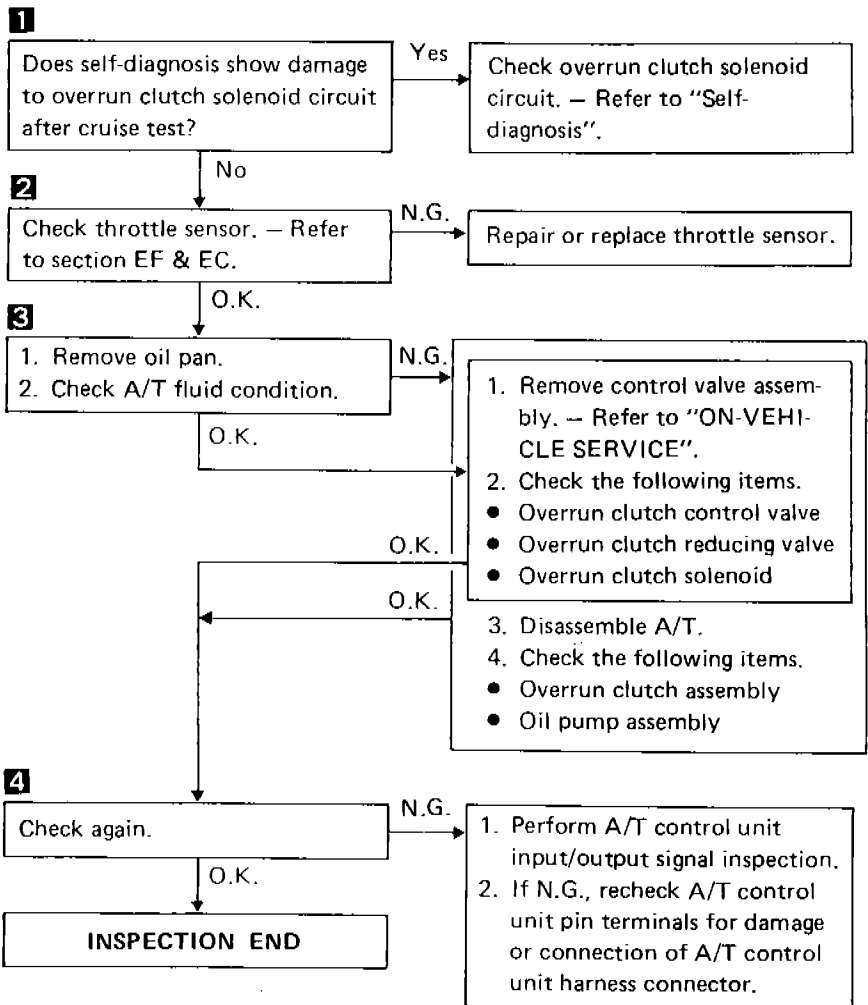 1
Does self-diagnosis show damage
to overrun clutch solenoid circuit
after cruise test?
Yes
Check overrun clutch solenoid
circuit. — Refer to "Self-
diagnosis".
No
2
Check throttle sensor. — Refer
to section EF & EC.
N.G.
Repair or replace throttle sensor.
O.K.
3
1. Remove oil pan.
2. Check A/T fluid condition.
N.G.
O.K.
1. Remove control valve assem-
bly. — Refer to "ON-VEHI-
CLE SERVICE".
2. Check the following items.
● Overrun clutch control valve
● Overrun clutch reducing valve
● Overrun clutch solenoid
O.K.
O.K.
3. Disassemble A/T.
4. Check the following items.
● Overrun clutch assembly
● Oil pump assembly
4
Check again.
N.G.
1. Perform A/T control unit
input/output signal inspection.
2. If N.G., recheck A/T control
unit pin terminals for damage
or connection of A/T control
unit harness connector.
O.K.
INSPECTION END